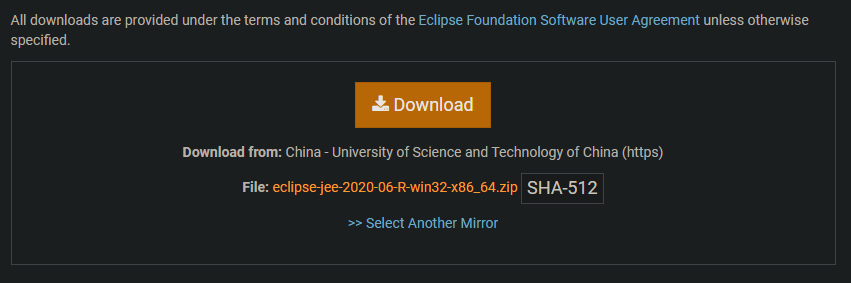 All downloads are provided under the terms and conditions of the Eclipse Foundation Software User Agreement unless otherwise
specified.
Download
Download from: China - University of Science and Technology of China (https)
File: eclipse-jee-2020-06-R-win32-x86_64.zip SHA-512
>> Select Another Mirror